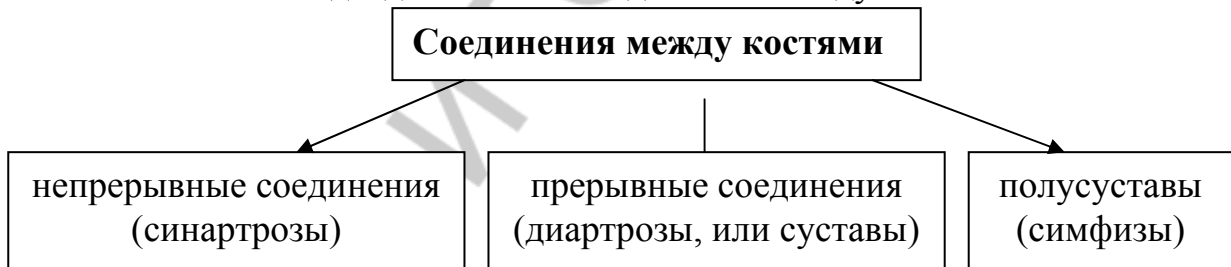 Соединения между костями
непрерывные соединения
(синартрозы)
прерывные соединения
(диартрозы, или суставы)
полусуставы
(симфизы)